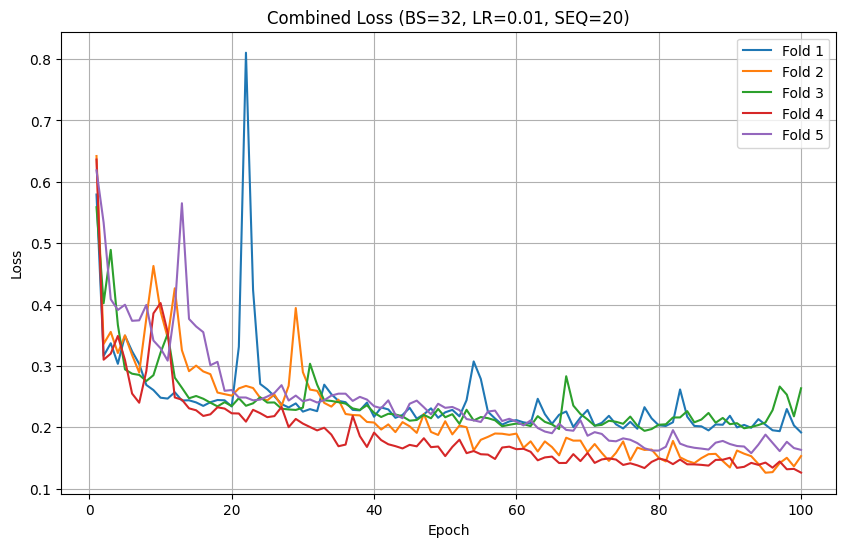 Combined Loss (BS=32, LR=0.01, SEQ=20)
Fold 1
Fold 2
Fold 3
Fold 4
Fold 5
Loss
0.8
0.7
0.6
0.5
0.4
0.3
0.2
0.1
0 20 40 60 80 100
Epoch